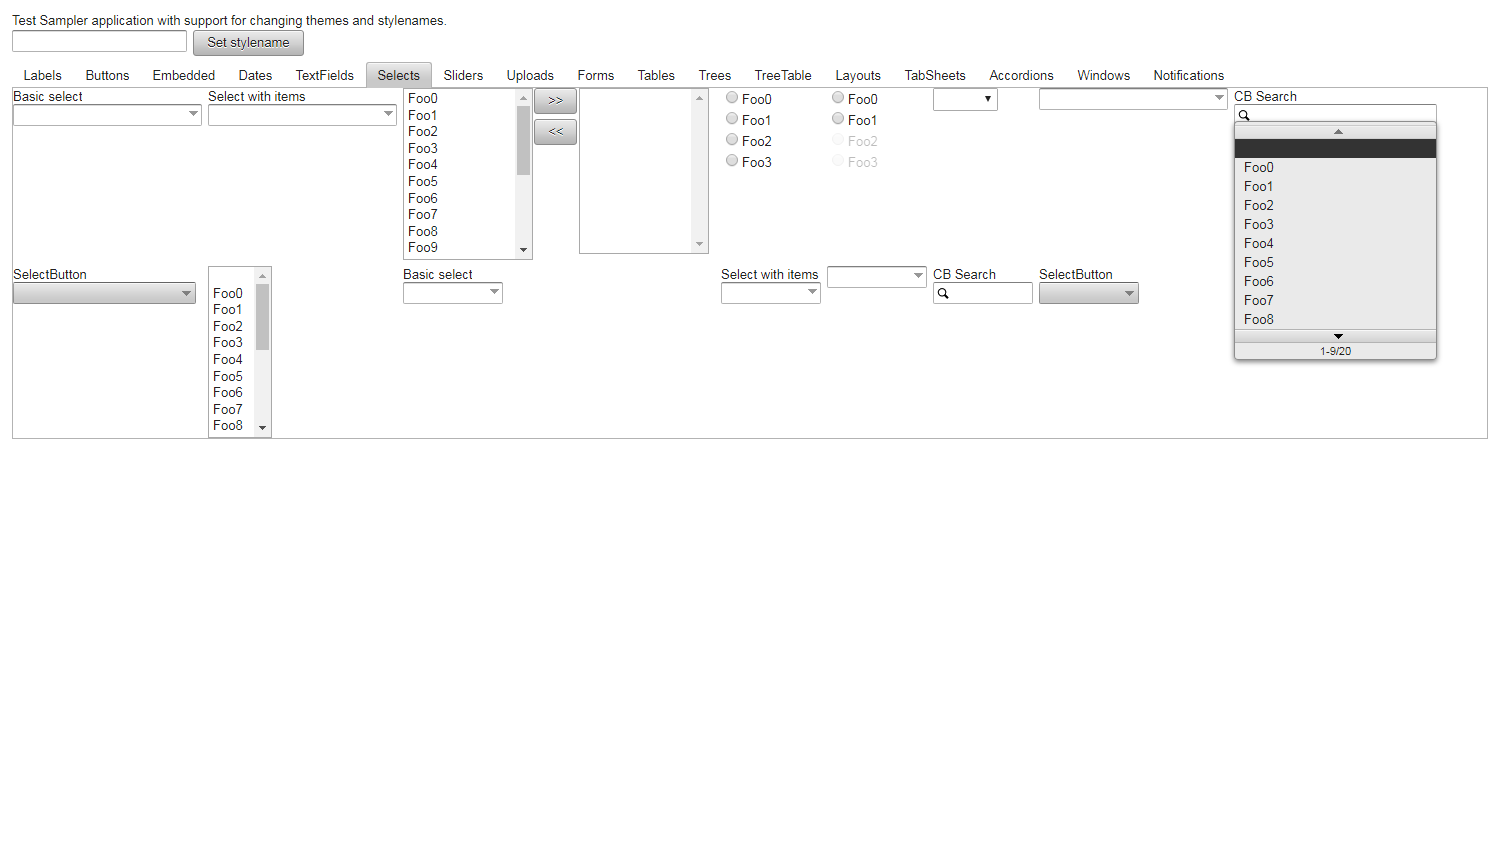 Test Sampler application with support for changing themes and stylenames.
Set stylename
Labels Buttons Embedded Dates TextFields Selects Sliders Uploads Forms Tables Trees TreeTable Layouts TabSheets Accordions Windows Notifications
Basic select
Select with items
Foo0
Foo1
Foo2
Foo3
Foo4
Foo5
Foo6
Foo7
Foo8
Foo9
>>
<<
Foo0
Foo1
Foo2
Foo3
Foo0
Foo1
Foo2
Foo3
CB Search
Foo0
Foo1
Foo2
Foo3
Foo4
Foo5
Foo6
Foo7
Foo8
1-9/20
SelectButton
Foo0
Foo1
Foo2
Foo3
Foo4
Foo5
Foo6
Foo7
Foo8
Basic select
Select with items
CB Search
SelectButton